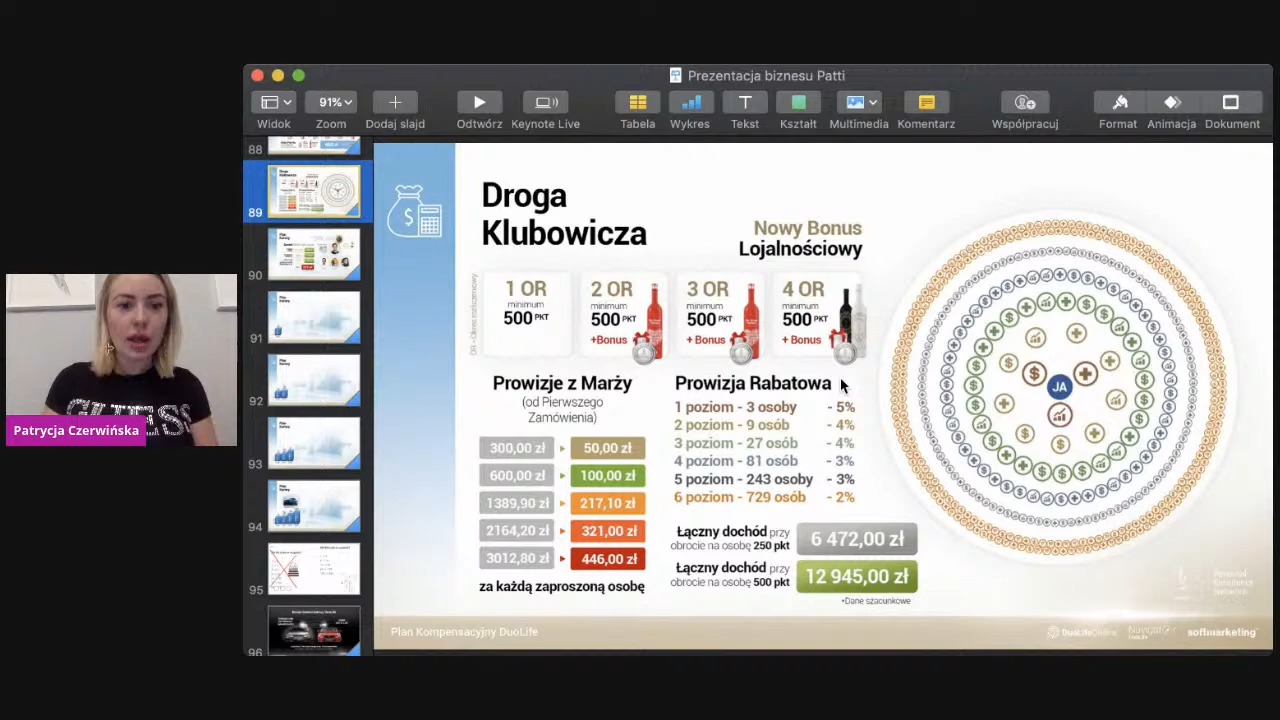 Prezentacja biznesu Patti
91%
Widok
Zoom
Dodaj slajd
Odtwórz
Keynote Live
Tabela
Wykres
Tekst
Kształt
Multimedia
Komentarz
Współpracuj
Format
Animacja
Dokument
88
89
90
91
92
93
94
95
96
Patrycja Czerwińska
GUESS
Droga
Klubowicza
Nowy Bonus
Lojalnościowy
OR - Okres rozliczeniowy
1 OR
minimum
500 PKT
2 OR
minimum
500 PKT
+Bonus
3 OR
minimum
500 PKT
+ Bonus
4 OR
minimum
500 PKT
+ Bonus
Prowizje z Marży
(od Pierwszego
Zamówienia)
300,00 zł 50,00 zł
600,00 zł 100,00 zł
1389,90 zł 217,10 zł
2164,20 zł 321,00 zł
3012,80 zł 446,00 zł
za każdą zaproszoną osobę
Prowizja Rabatowa
1 poziom - 3 osoby - 5%
2 poziom - 9 osób - 4%
3 poziom - 27 osób - 4%
4 poziom - 81 osób - 3%
5 poziom - 243 osoby - 3%
6 poziom - 729 osób - 2%
Łączny dochód przy
obrocie na osobę 250 pkt
6 472,00 zł
Łączny dochód przy
obrocie na osobę 500 pkt
12 945,00 zł
*Dane szacunkowe
JA
Plan Kompensacyjny DuoLife
DuoLifeOnline
Navigator
softmarketing